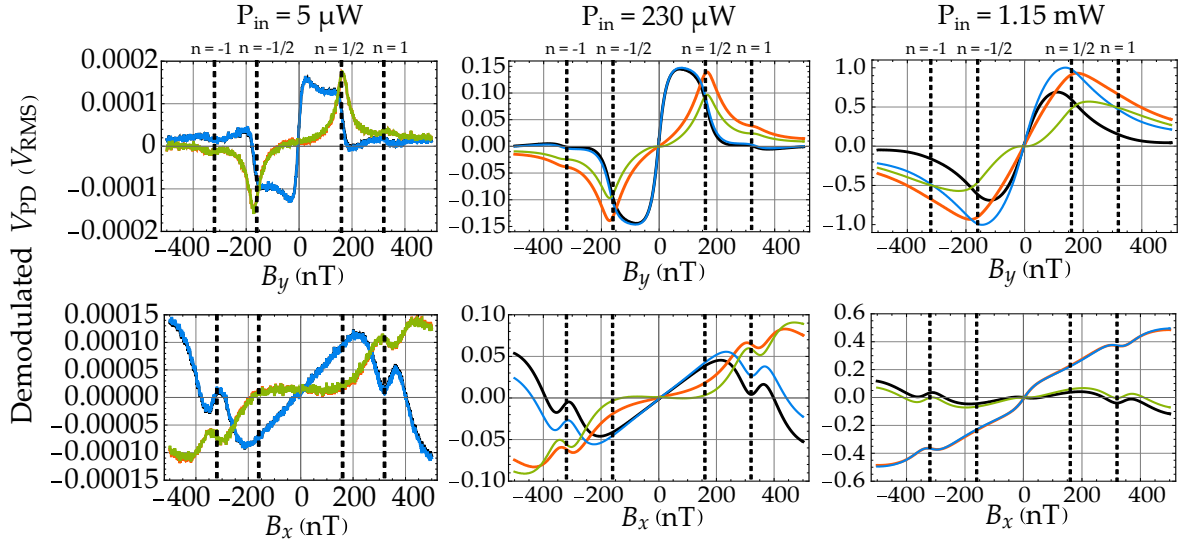 P_in = 5 μW P_in = 230 μW P_in = 1.15 mW
n = -1 n = -1/2 n = 1/2 n = 1 n = -1 n = -1/2 n = 1/2 n = 1 n = -1 n = -1/2 n = 1/2 n = 1
Demodulated V_PD (V_RMS)
0.0002
0.0001
0
−0.0001
−0.0002
−400 −200 0 200 400
B_y (nT)
0.15
0.10
0.05
0.00
−0.05
−0.10
−0.15
−400 −200 0 200 400
B_y (nT)
1.0
0.5
0.0
−0.5
−1.0
−400 −200 0 200 400
B_y (nT)
0.00015
0.00010
0.00005
0.00000
−0.00005
−0.00010
−0.00015
−400 −200 0 200 400
B_x (nT)
0.10
0.05
0.00
−0.05
−0.10
−400 −200 0 200 400
B_x (nT)
0.6
0.4
0.2
0.0
−0.2
−0.4
−0.6
−400 −200 0 200 400
B_x (nT)